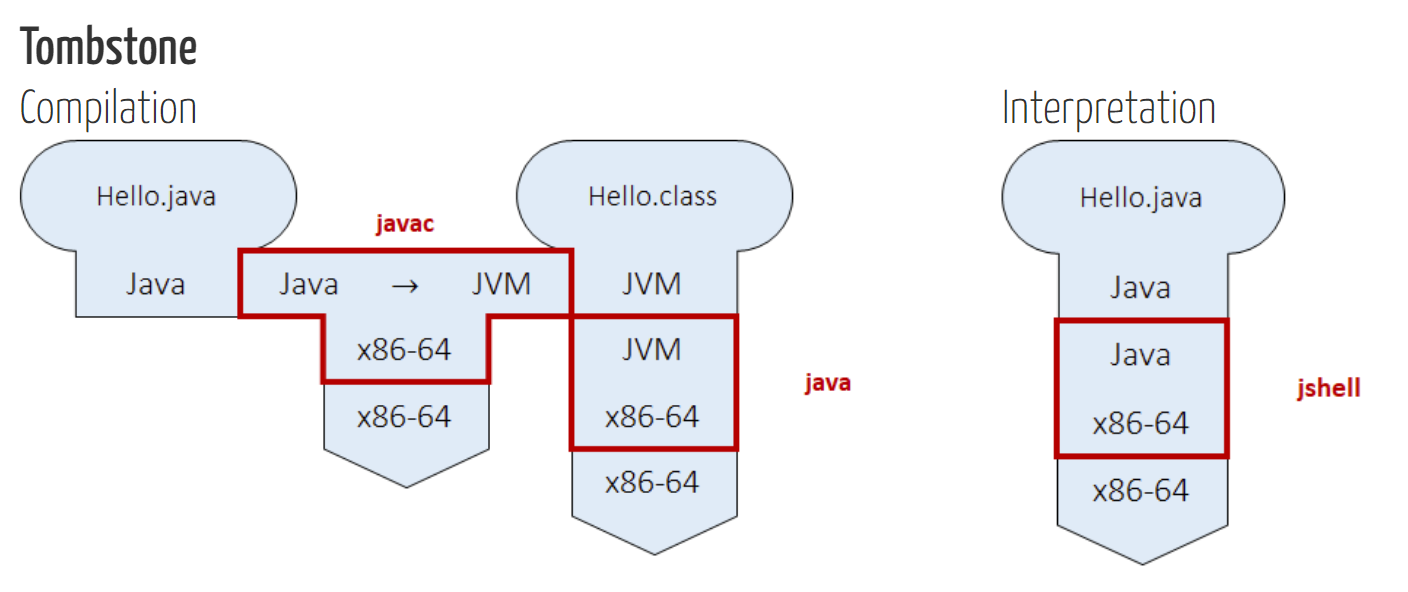 Tombstone
Compilation
Interpretation
Hello.java
Hello.class
Hello.java
javac
Java
Java → JVM
JVM
Java
x86-64
JVM
Java
java
jshell
x86-64
x86-64
x86-64
x86-64
x86-64